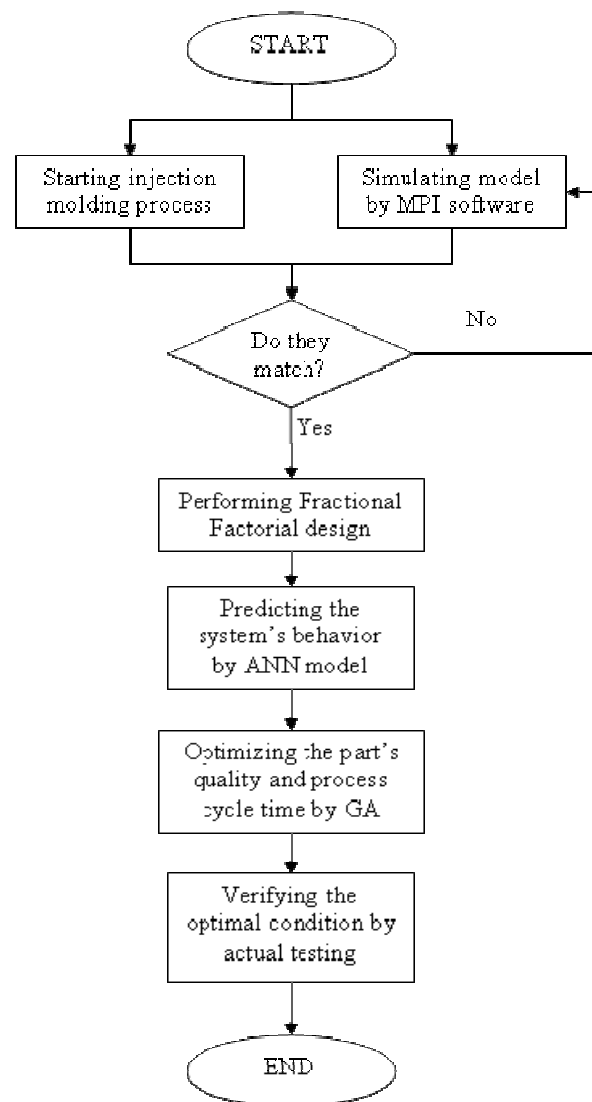 START
Starting injection
molding process
Simulating model
by MPI software
Do they
match?
No
Yes
Performing Fractional
Factorial design
Predicting the
system's behavior
by ANN model
Optimizing the part's
quality and process
cycle time by GA
Verifying the
optimal condition by
actual testing
END